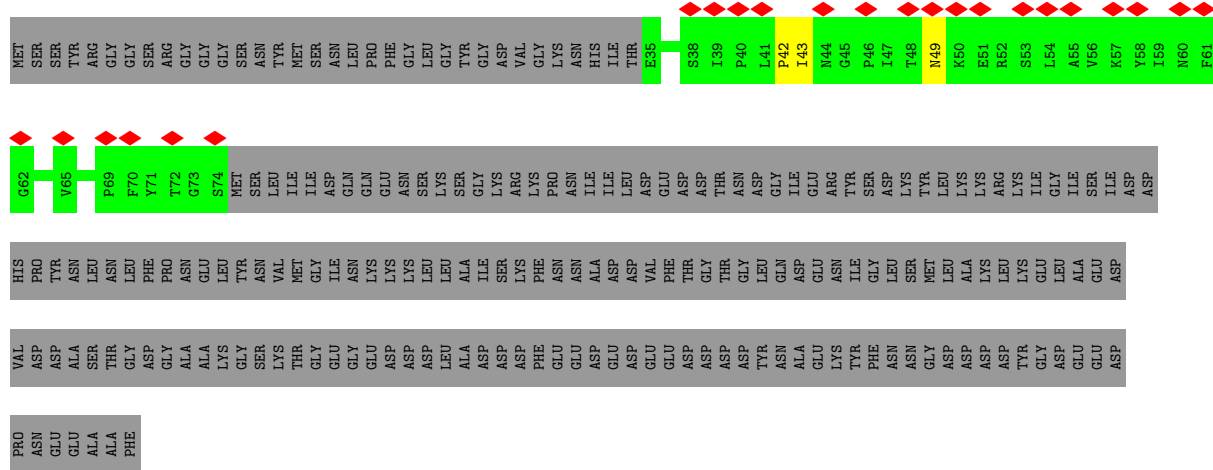 MET SER SER TYR ARG GLY GLY SER ARG GLY GLY GLY SER ASN TYR MET SER ASN LEU PRO PHE GLY LEU GLY TYR GLY ASP VAL GLY LYS ASN HIS ILE THR E35 S38 I39 P40 L41 P42 I43 N44 G45 P46 I47 T48 N49 K50 E51 R52 S53 L54 A55 V56 K57 Y58 I59 N60 F61
G62 V65 P69 F70 Y71 T72 G73 S74 MET SER LEU ILE ILE ASP GLN GLN GLU ASN SER LYS SER GLY LYS ARG LYS PRO ASN ILE ILE LEU ASP GLU ASP ASP THR ASN ASP GLY ILE GLU ARG TYR SER ASP LYS TYR LEU LYS LYS ARG LYS ILE GLY ILE SER ILE ASP ASP
HIS PRO TYR ASN LEU ASN LEU PHE PRO ASN GLU LEU TYR ASN VAL MET GLY ILE ASN LYS LYS LYS LEU LEU ALA ILE SER LYS PHE ASN ASN ALA ASP ASP VAL PHE THR GLY THR GLY LEU GLN ASP GLU ASN ILE GLY LEU SER MET LEU ALA LYS LEU LYS GLU LEU ALA GLU ASP
VAL ASP ASP ALA SER THR GLY ASP GLY ALA ALA LYS GLY SER LYS THR GLY GLU GLY GLU ASP ASP ASP LEU ALA ASP ASP ASP PHE GLU GLU ASP GLU ASP GLU GLU ASP ASP ASP ASP TYR ASN ALA GLU LYS TYR PHE ASN ASN GLY ASP ASP ASP ASP TYR GLY ASP GLU GLU ASP
PRO ASN GLU GLU ALA ALA PHE